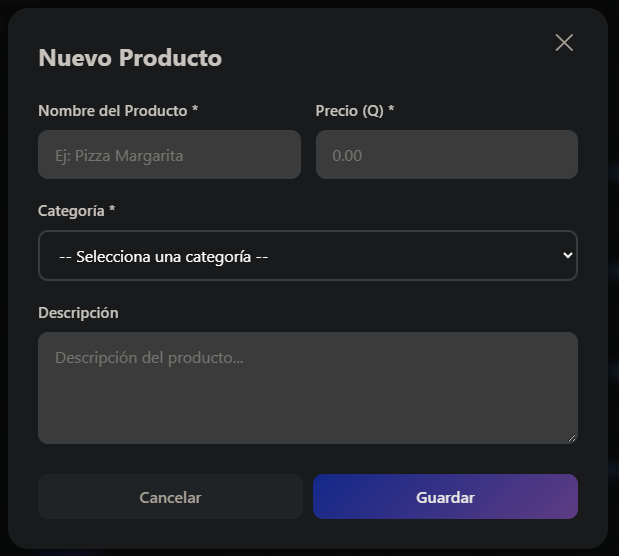 Nuevo Producto
Nombre del Producto *
Precio (Q) *
Ej: Pizza Margarita
0.00
Categoría *
-- Selecciona una categoría --
Descripción
Descripción del producto...
Cancelar
Guardar